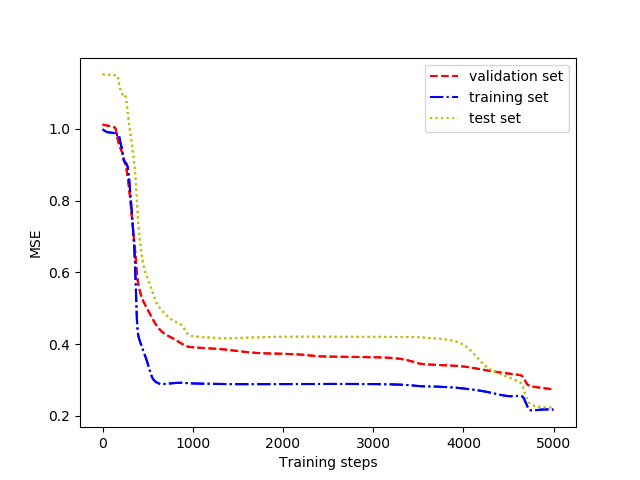 validation set
training set
test set
MSE
1.0
0.8
0.6
0.4
0.2
0 1000 2000 3000 4000 5000
Training steps